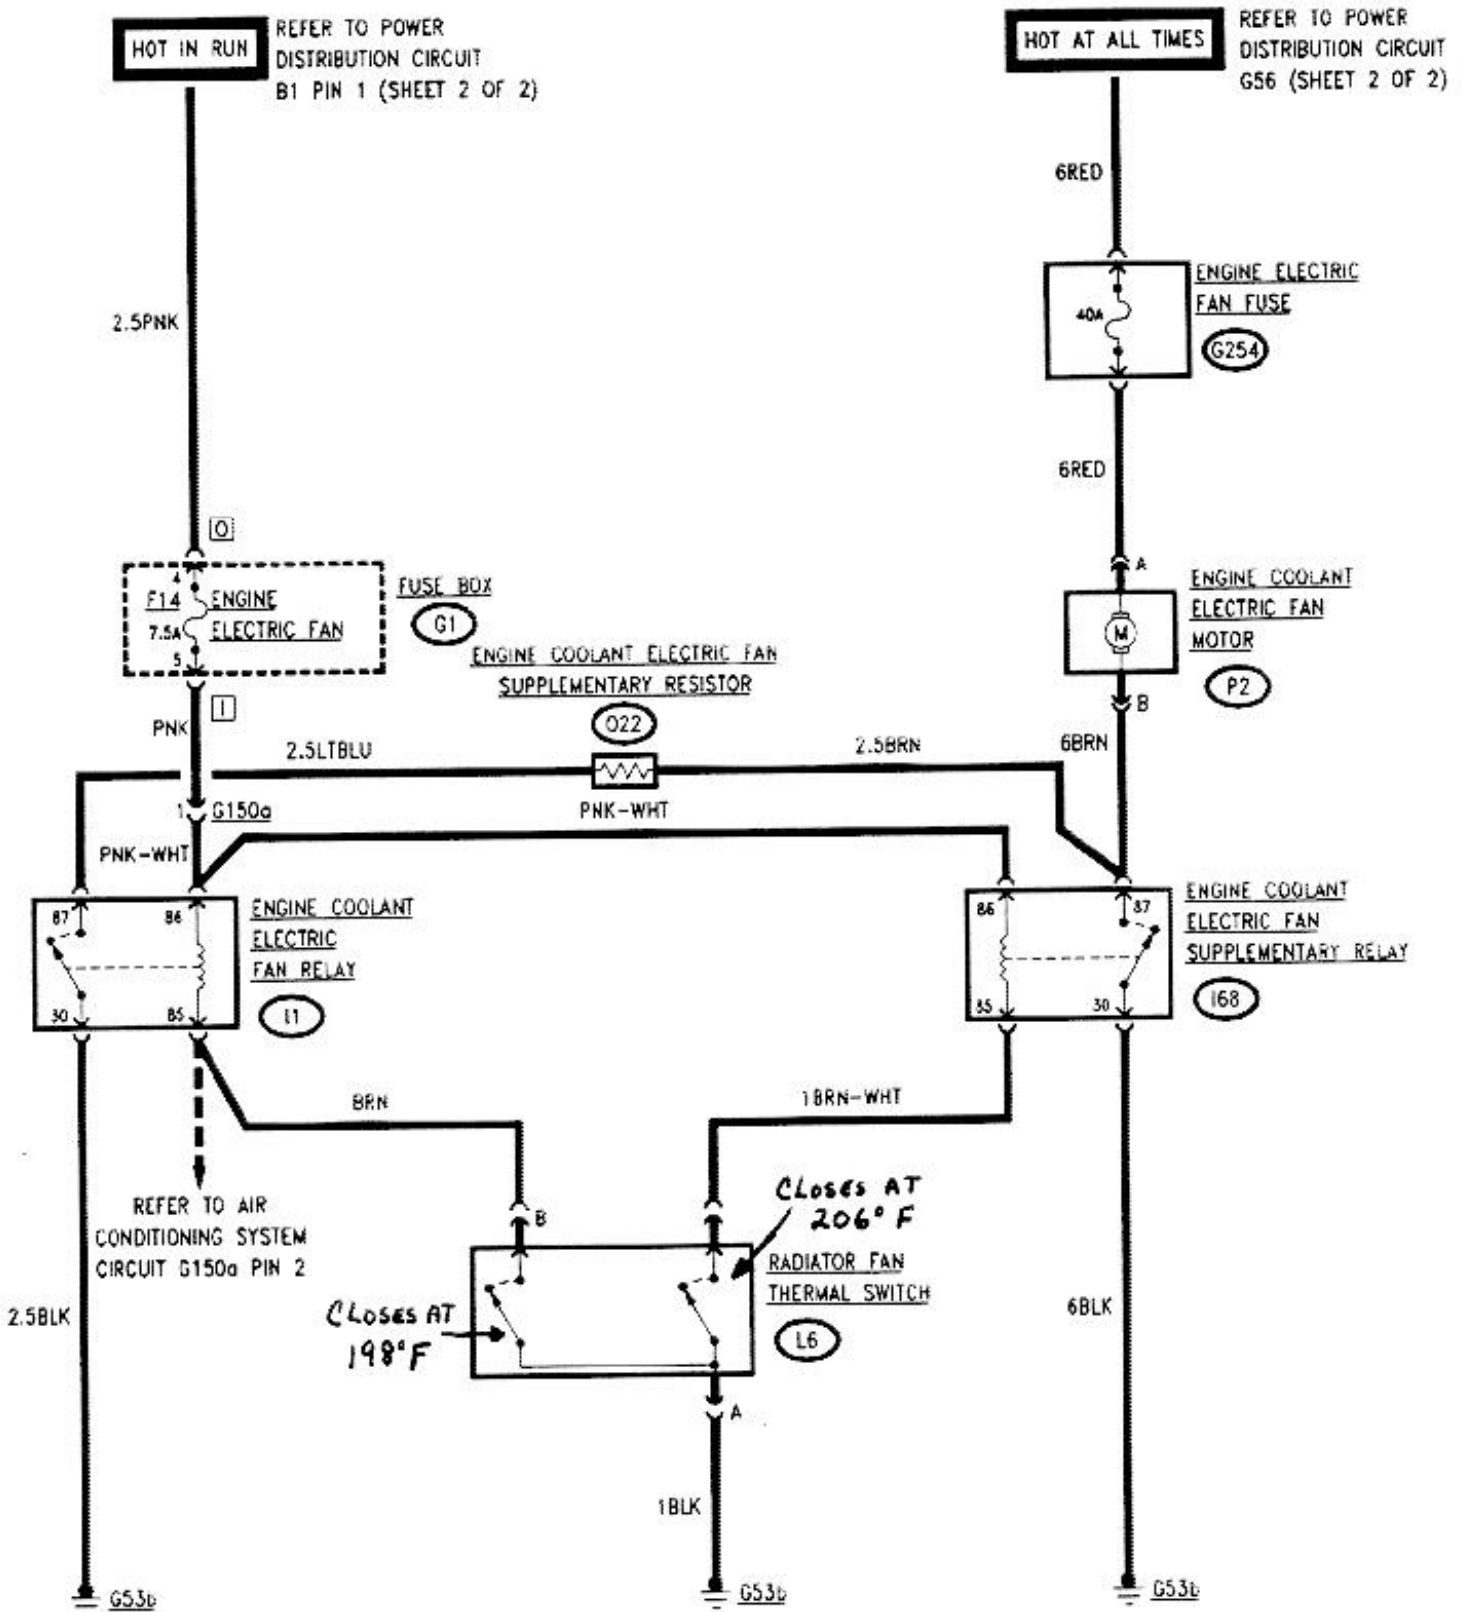 HOT IN RUN
REFER TO POWER
DISTRIBUTION CIRCUIT
B1 PIN 1 (SHEET 2 OF 2)
HOT AT ALL TIMES
REFER TO POWER
DISTRIBUTION CIRCUIT
G56 (SHEET 2 OF 2)
6RED
2.5PNK
40A
ENGINE ELECTRIC
FAN FUSE
G254
6RED
O
4
F14
7.5A
5
ENGINE
ELECTRIC FAN
FUSE BOX
G1
I
PNK
A
M
B
ENGINE COOLANT
ELECTRIC FAN
MOTOR
P2
ENGINE COOLANT ELECTRIC FAN
SUPPLEMENTARY RESISTOR
O22
2.5LTBLU
2.5BRN
6BRN
1
G150a
PNK-WHT
PNK-WHT
87
86
30
85
ENGINE COOLANT
ELECTRIC
FAN RELAY
I1
86
87
85
30
ENGINE COOLANT
ELECTRIC FAN
SUPPLEMENTARY RELAY
I68
BRN
1BRN-WHT
REFER TO AIR
CONDITIONING SYSTEM
CIRCUIT G150a PIN 2
B
CLOSES AT
206° F
RADIATOR FAN
THERMAL SWITCH
L6
CLOSES AT
198°F
2.5BLK
6BLK
A
1BLK
G53b
G53b
G53b